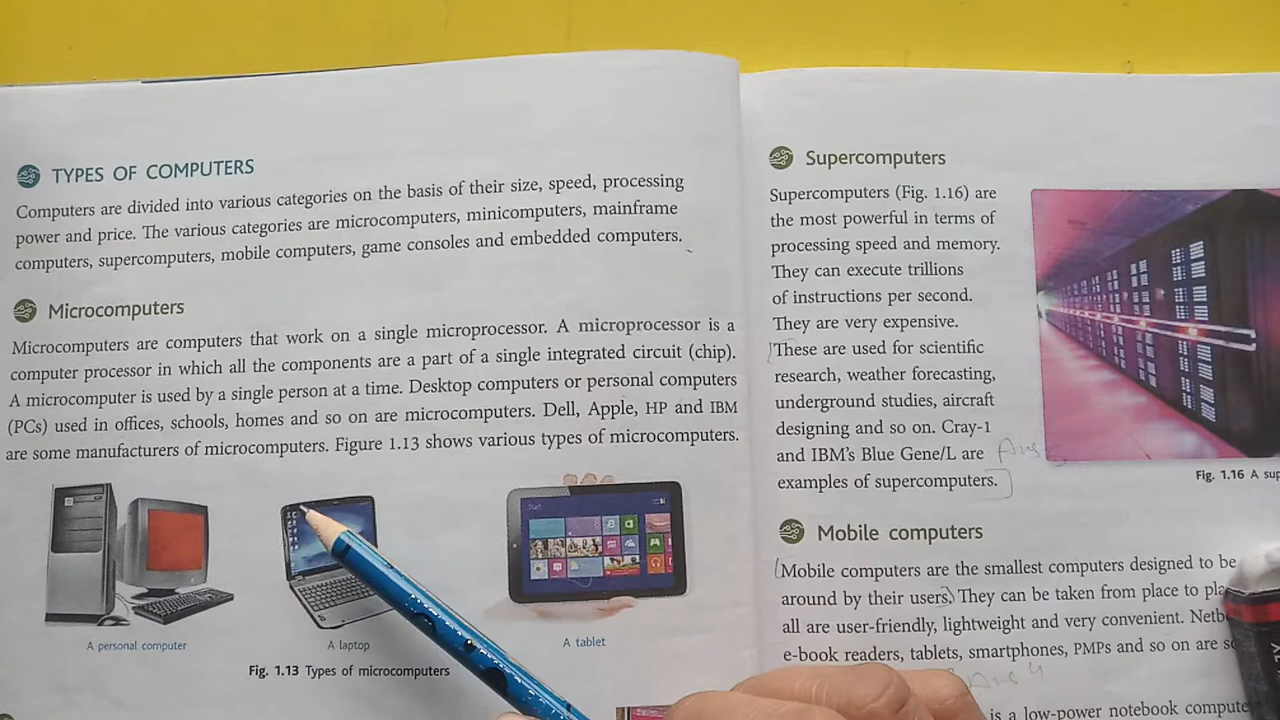 TYPES OF COMPUTERS
Computers are divided into various categories on the basis of their size, speed, processing
power and price. The various categories are microcomputers, minicomputers, mainframe
computers, supercomputers, mobile computers, game consoles and embedded computers.
Microcomputers
Microcomputers are computers that work on a single microprocessor. A microprocessor is a
computer processor in which all the components are a part of a single integrated circuit (chip).
A microcomputer is used by a single person at a time. Desktop computers or personal computers
(PCs) used in offices, schools, homes and so on are microcomputers. Dell, Apple, HP and IBM
are some manufacturers of microcomputers. Figure 1.13 shows various types of microcomputers.
Start
A personal computer
A laptop
A tablet
Fig. 1.13 Types of microcomputers
Supercomputers
Supercomputers (Fig. 1.16) are
the most powerful in terms of
processing speed and memory.
They can execute trillions
of instructions per second.
They are very expensive.
These are used for scientific
research, weather forecasting,
underground studies, aircraft
designing and so on. Cray-1
and IBM's Blue Gene/L are
examples of supercomputers.
Ans
Fig. 1.16 A
Mobile computers
Mobile computers are the smallest computers designed to be
around by their users. They can be taken from place to
all are user-friendly, lightweight and very convenient.
e-book readers, tablets, smartphones, PMPs and so on are
Ans 4
is a low-power notebook